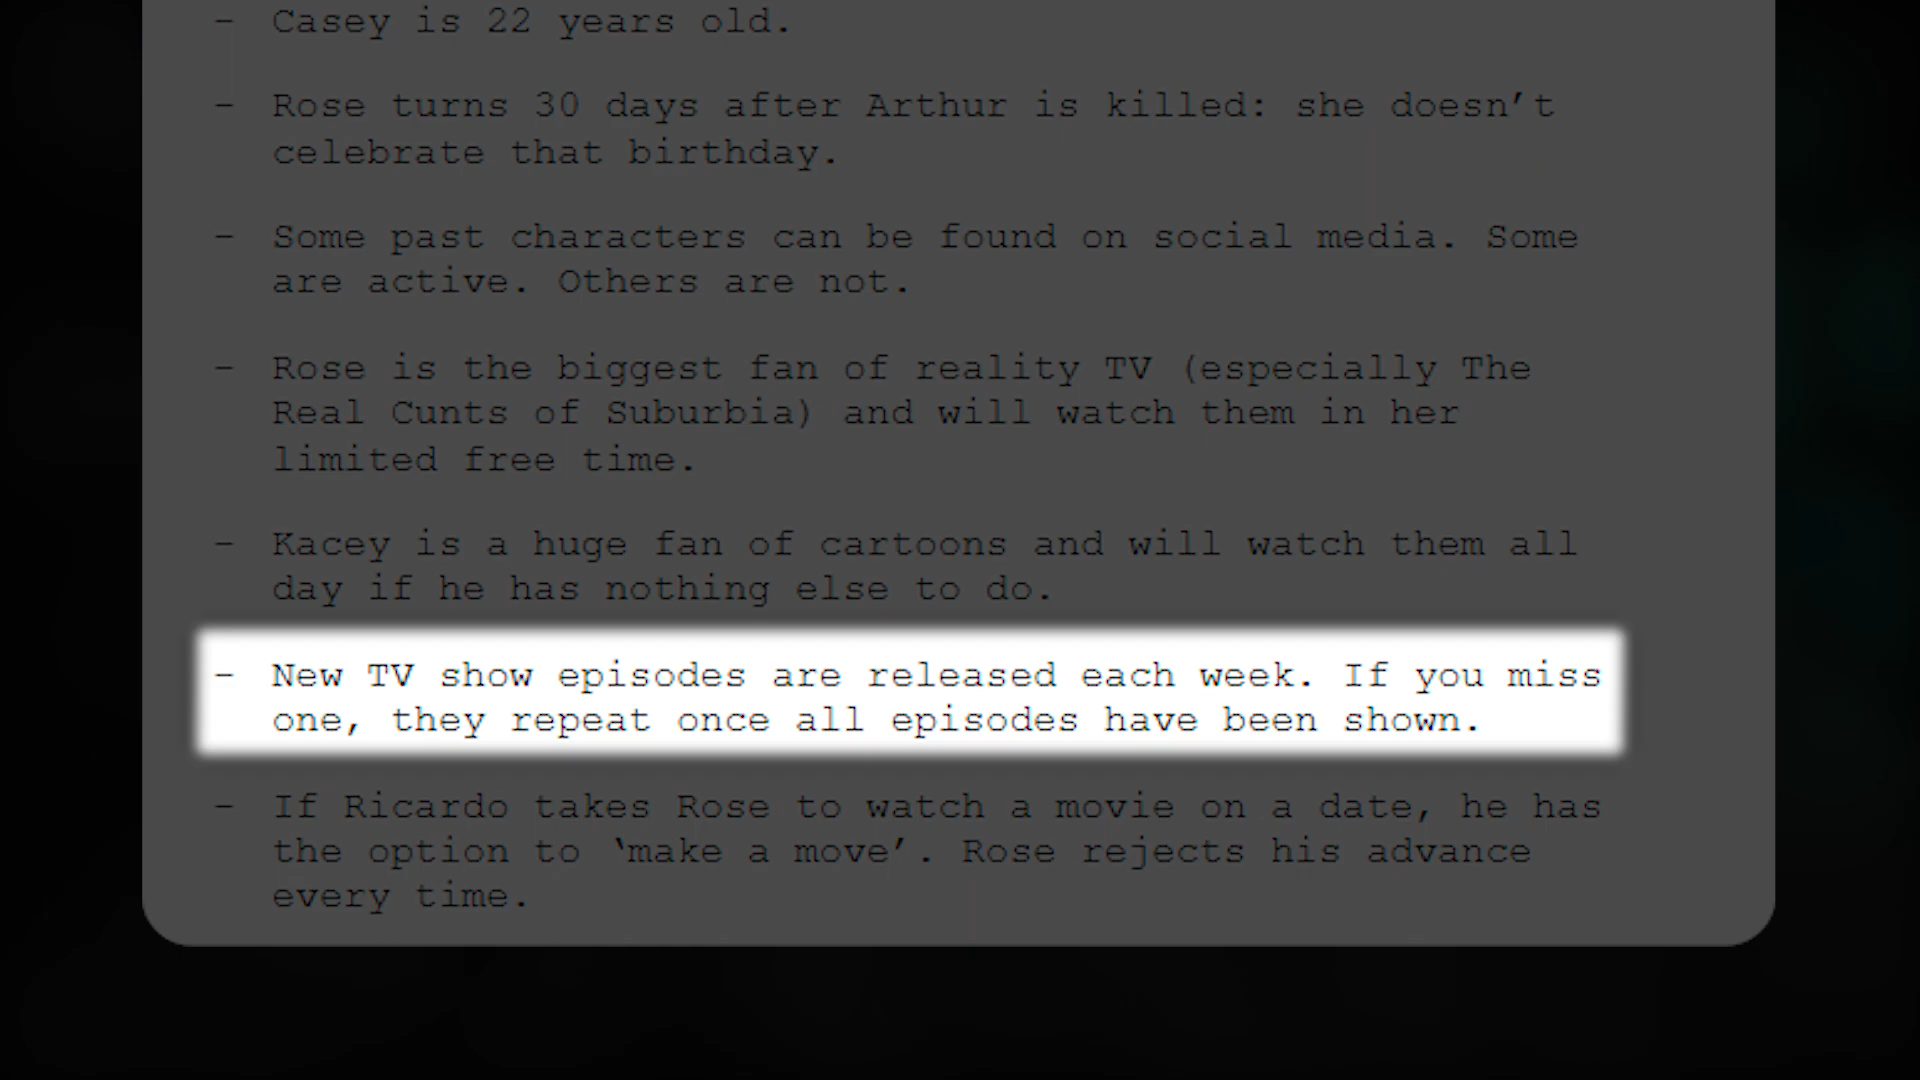 - Casey is 22 years old.
- Rose turns 30 days after Arthur is killed: she doesn’t
celebrate that birthday.
- Some past characters can be found on social media. Some
are active. Others are not.
- Rose is the biggest fan of reality TV (especially The
Real Cunts of Suburbia) and will watch them in her
limited free time.
- Kacey is a huge fan of cartoons and will watch them all
day if he has nothing else to do.
- New TV show episodes are released each week. If you miss
one, they repeat once all episodes have been shown.
- If Ricardo takes Rose to watch a movie on a date, he has
the option to ‘make a move’. Rose rejects his advance
every time.